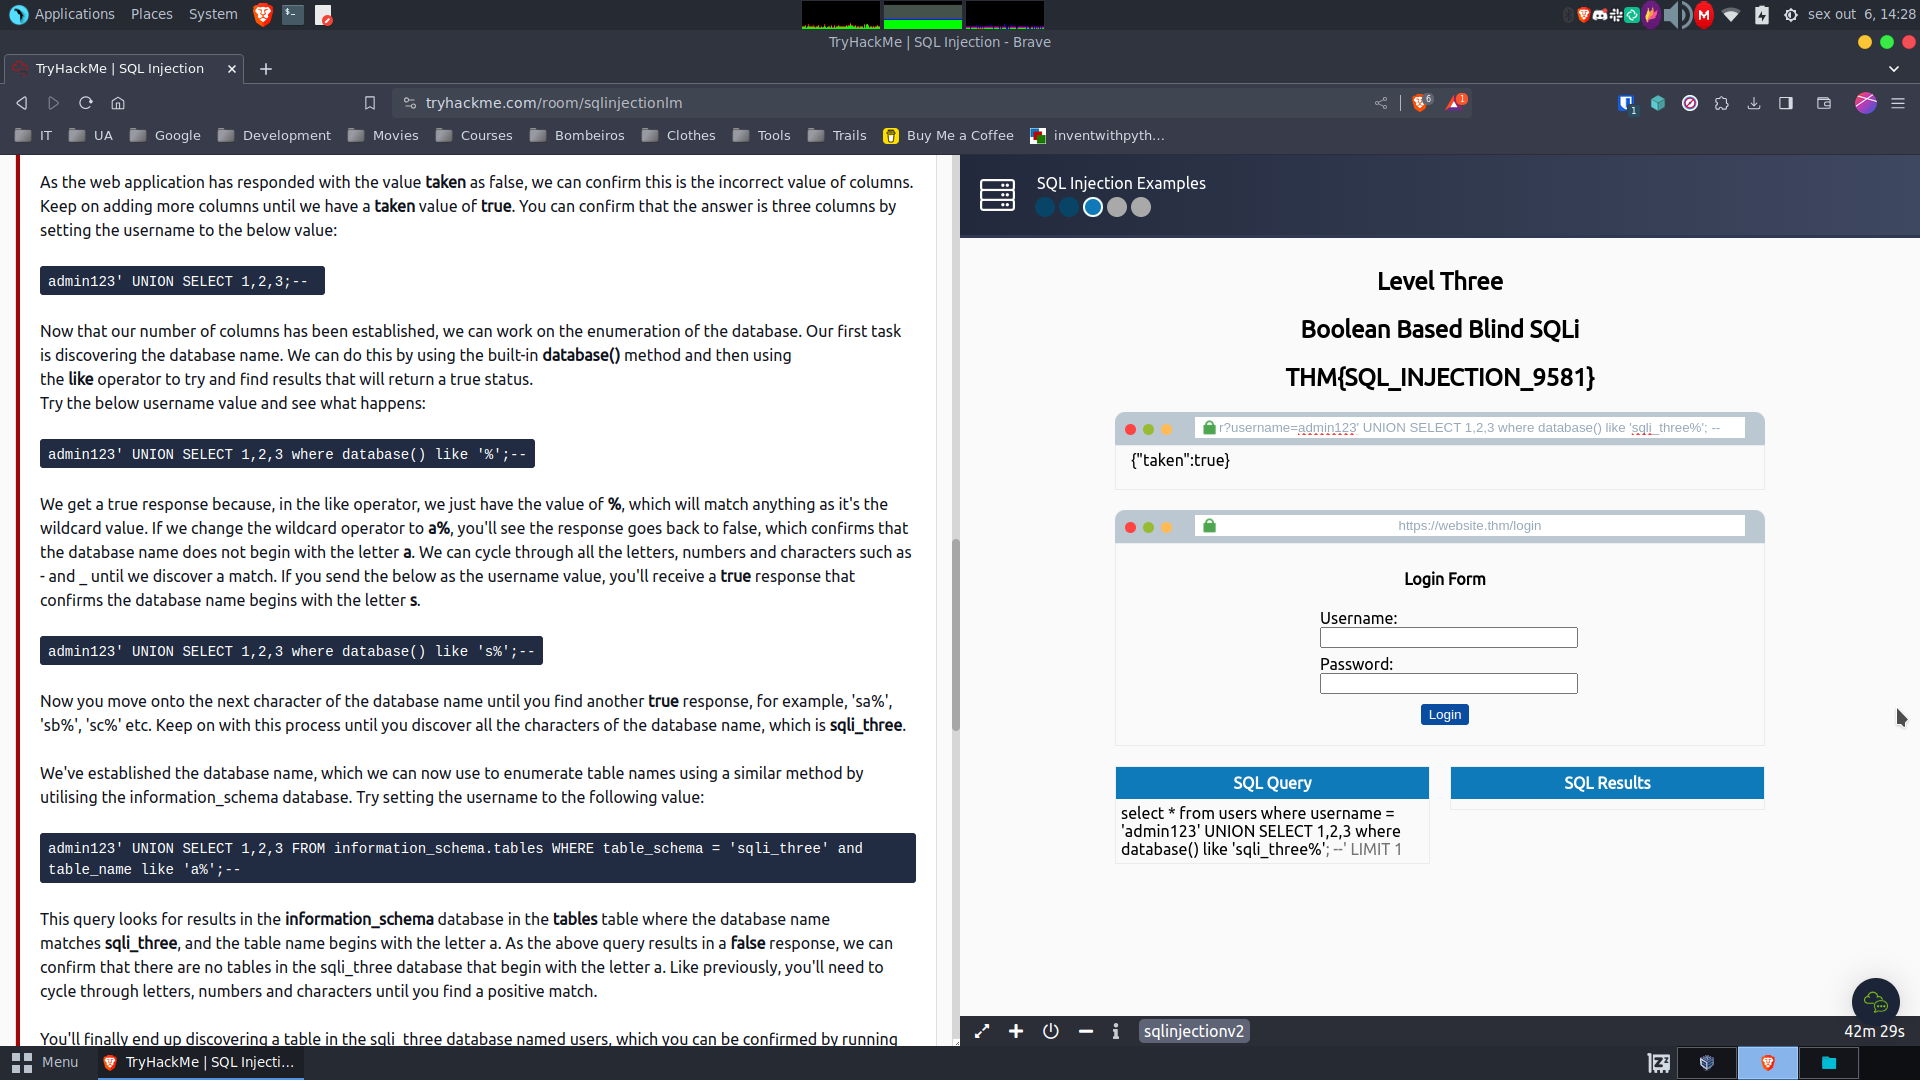 Applications Places System
sex out 6, 14:28
TryHackMe | SQL Injection - Brave
TryHackMe | SQL Injection
tryhackme.com/room/sqlinjectionlm
6
1
1
IT UA Google Development Movies Courses Bombeiros Clothes Tools Trails Buy Me a Coffee inventwithpyth...
As the web application has responded with the value taken as false, we can confirm this is the incorrect value of columns.
Keep on adding more columns until we have a taken value of true. You can confirm that the answer is three columns by
setting the username to the below value:
admin123' UNION SELECT 1,2,3;--
Now that our number of columns has been established, we can work on the enumeration of the database. Our first task
is discovering the database name. We can do this by using the built-in database() method and then using
the like operator to try and find results that will return a true status.
Try the below username value and see what happens:
admin123' UNION SELECT 1,2,3 where database() like '%';--
We get a true response because, in the like operator, we just have the value of %, which will match anything as it's the
wildcard value. If we change the wildcard operator to a%, you'll see the response goes back to false, which confirms that
the database name does not begin with the letter a. We can cycle through all the letters, numbers and characters such as
- and _ until we discover a match. If you send the below as the username value, you'll receive a true response that
confirms the database name begins with the letter s.
admin123' UNION SELECT 1,2,3 where database() like 's%';--
Now you move onto the next character of the database name until you find another true response, for example, 'sa%',
'sb%', 'sc%' etc. Keep on with this process until you discover all the characters of the database name, which is sqli_three.
We've established the database name, which we can now use to enumerate table names using a similar method by
utilising the information_schema database. Try setting the username to the following value:
admin123' UNION SELECT 1,2,3 FROM information_schema.tables WHERE table_schema = 'sqli_three' and
table_name like 'a%';--
This query looks for results in the information_schema database in the tables table where the database name
matches sqli_three, and the table name begins with the letter a. As the above query results in a false response, we can
confirm that there are no tables in the sqli_three database that begin with the letter a. Like previously, you'll need to
cycle through letters, numbers and characters until you find a positive match.
You'll finally end up discovering a table in the sqli_three database named users, which you can be confirmed by running
SQL Injection Examples
Level Three
Boolean Based Blind SQLi
THM{SQL_INJECTION_9581}
r?username=admin123' UNION SELECT 1,2,3 where database() like 'sqli_three%'; --
{"taken":true}
https://website.thm/login
Login Form
Username:
Password:
Login
SQL Query
select * from users where username =
'admin123' UNION SELECT 1,2,3 where
database() like 'sqli_three%'; --' LIMIT 1
SQL Results
sqlinjectionv2
42m 29s
Menu
TryHackMe | SQL Injecti...